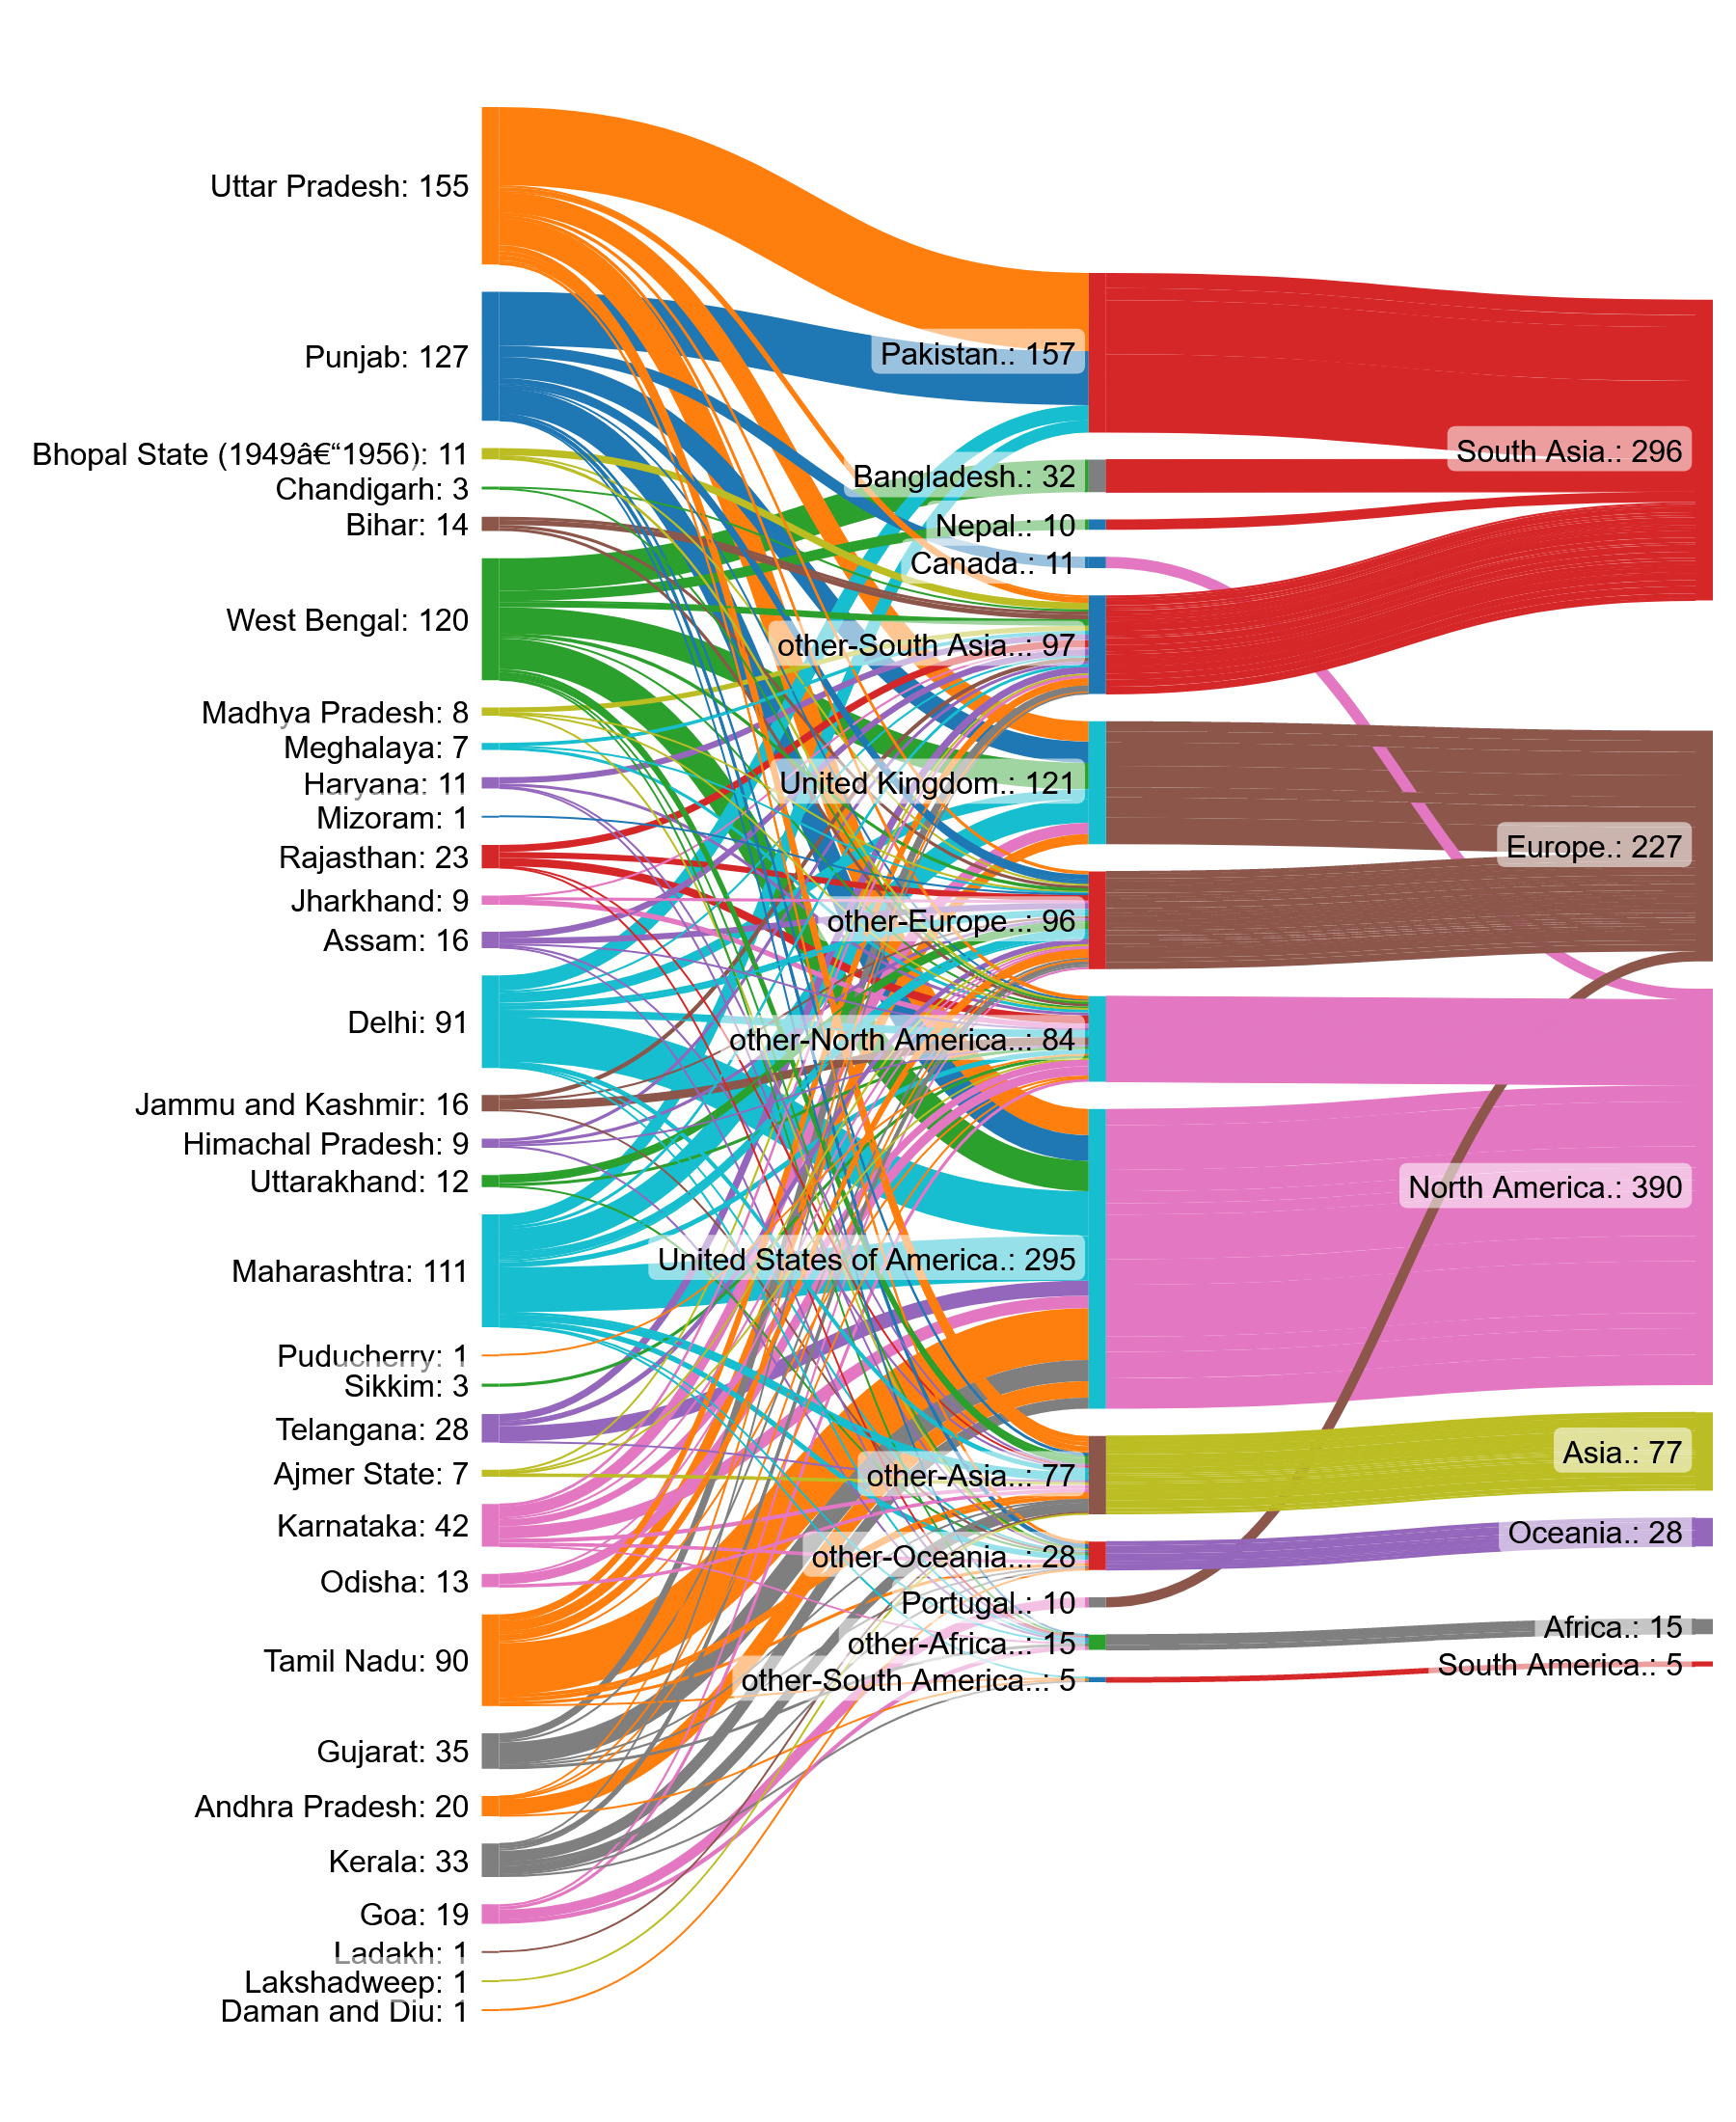 Uttar Pradesh: 155
Punjab: 127
Bhopal State (1949â€“1956): 11
Chandigarh: 3
Bihar: 14
West Bengal: 120
Madhya Pradesh: 8
Meghalaya: 7
Haryana: 11
Mizoram: 1
Rajasthan: 23
Jharkhand: 9
Assam: 16
Delhi: 91
Jammu and Kashmir: 16
Himachal Pradesh: 9
Uttarakhand: 12
Maharashtra: 111
Puducherry: 1
Sikkim: 3
Telangana: 28
Ajmer State: 7
Karnataka: 42
Odisha: 13
Tamil Nadu: 90
Gujarat: 35
Andhra Pradesh: 20
Kerala: 33
Goa: 19
Ladakh: 1
Lakshadweep: 1
Daman and Diu: 1
Pakistan.: 157
Bangladesh.: 32
Nepal.: 10
Canada.: 11
other-South Asia..: 97
United Kingdom.: 121
other-Europe..: 96
other-North America..: 84
United States of America.: 295
other-Asia..: 77
other-Oceania..: 28
Portugal.: 10
other-Africa..: 15
other-South America..: 5
South Asia.: 296
Europe.: 227
North America.: 390
Asia.: 77
Oceania.: 28
Africa.: 15
South America.: 5